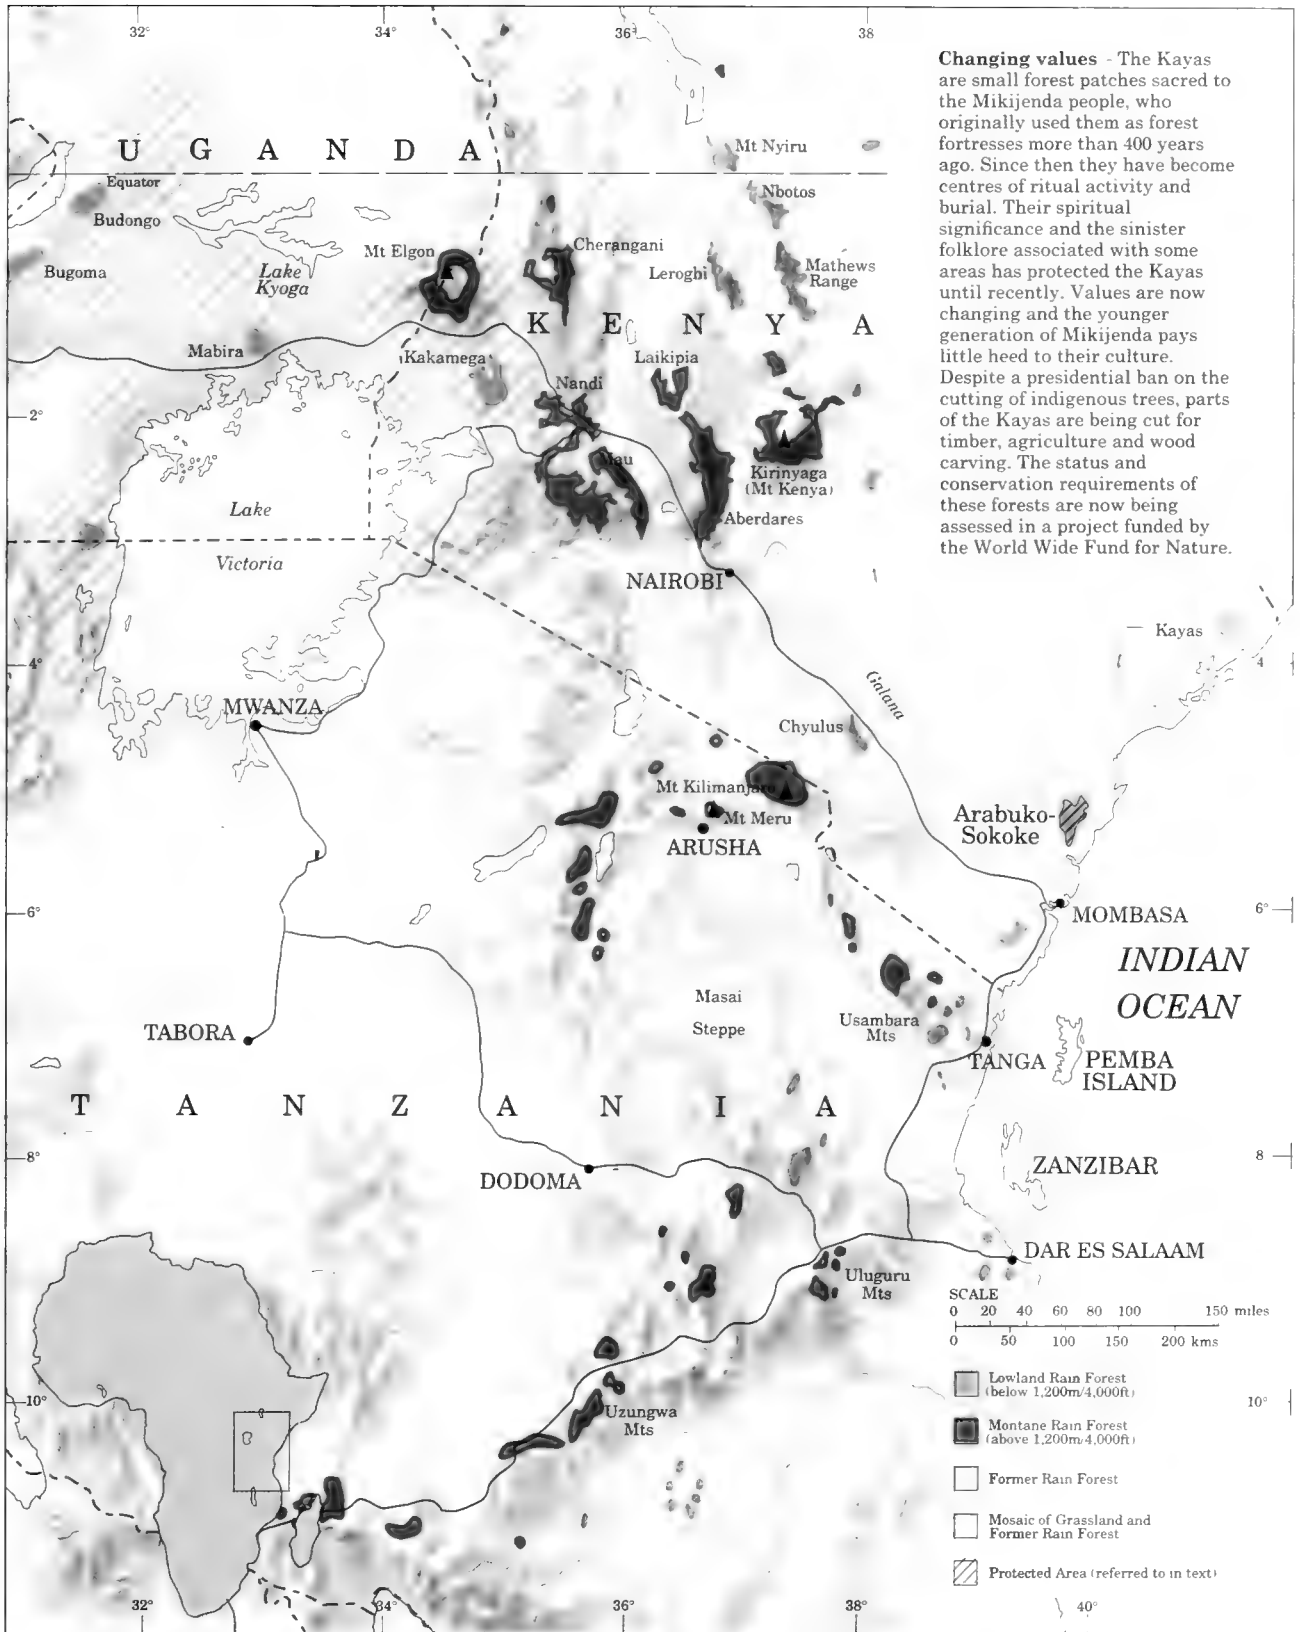 32°
34°
36°
38
Changing values - The Kayas
are small forest patches sacred to
the Mikijenda people, who
originally used them as forest
fortresses more than 400 years
ago. Since then they have become
centres of ritual activity and
burial. Their spiritual
significance and the sinister
folklore associated with some
areas has protected the Kayas
until recently. Values are now
changing and the younger
generation of Mikijenda pays
little heed to their culture.
Despite a presidential ban on the
cutting of indigenous trees, parts
of the Kayas are being cut for
timber, agriculture and wood
carving. The status and
conservation requirements of
these forests are now being
assessed in a project funded by
the World Wide Fund for Nature.
UGANDA
Mt Nyiru
Equator
Nbotos
Budongo
Mt Elgon
Cherangani
Bugoma
Lake
Kyoga
Lerogbi
Mathews
Range
KENYA
Mabira
Kakamega
Laikipia
Nandi
2°
Mau
Kirinyaga
(Mt Kenya)
Lake
Victoria
Aberdares
NAIROBI
Kayas
4°
4
Galana
MWANZA
Chyulus
Mt Kilimanjaro
Mt Meru
ARUSHA
Arabuko-
Sokoke
6°
6°
MOMBASA
INDIAN
OCEAN
Masai
Steppe
Usambara
Mts
TABORA
TANGA
PEMBA
ISLAND
TANZANIA
8°
8
DODOMA
ZANZIBAR
DAR ES SALAAM
Uluguru
Mts
SCALE
0 20 40 60 80 100 150 miles
0 50 100 150 200 kms
Lowland Rain Forest
(below 1,200m/4,000ft)
10°
10°
Uzungwa
Mts
Montane Rain Forest
(above 1,200m/4,000ft)
Former Rain Forest
Mosaic of Grassland and
Former Rain Forest
Protected Area (referred to in text)
32°
34°
36°
38°
40°